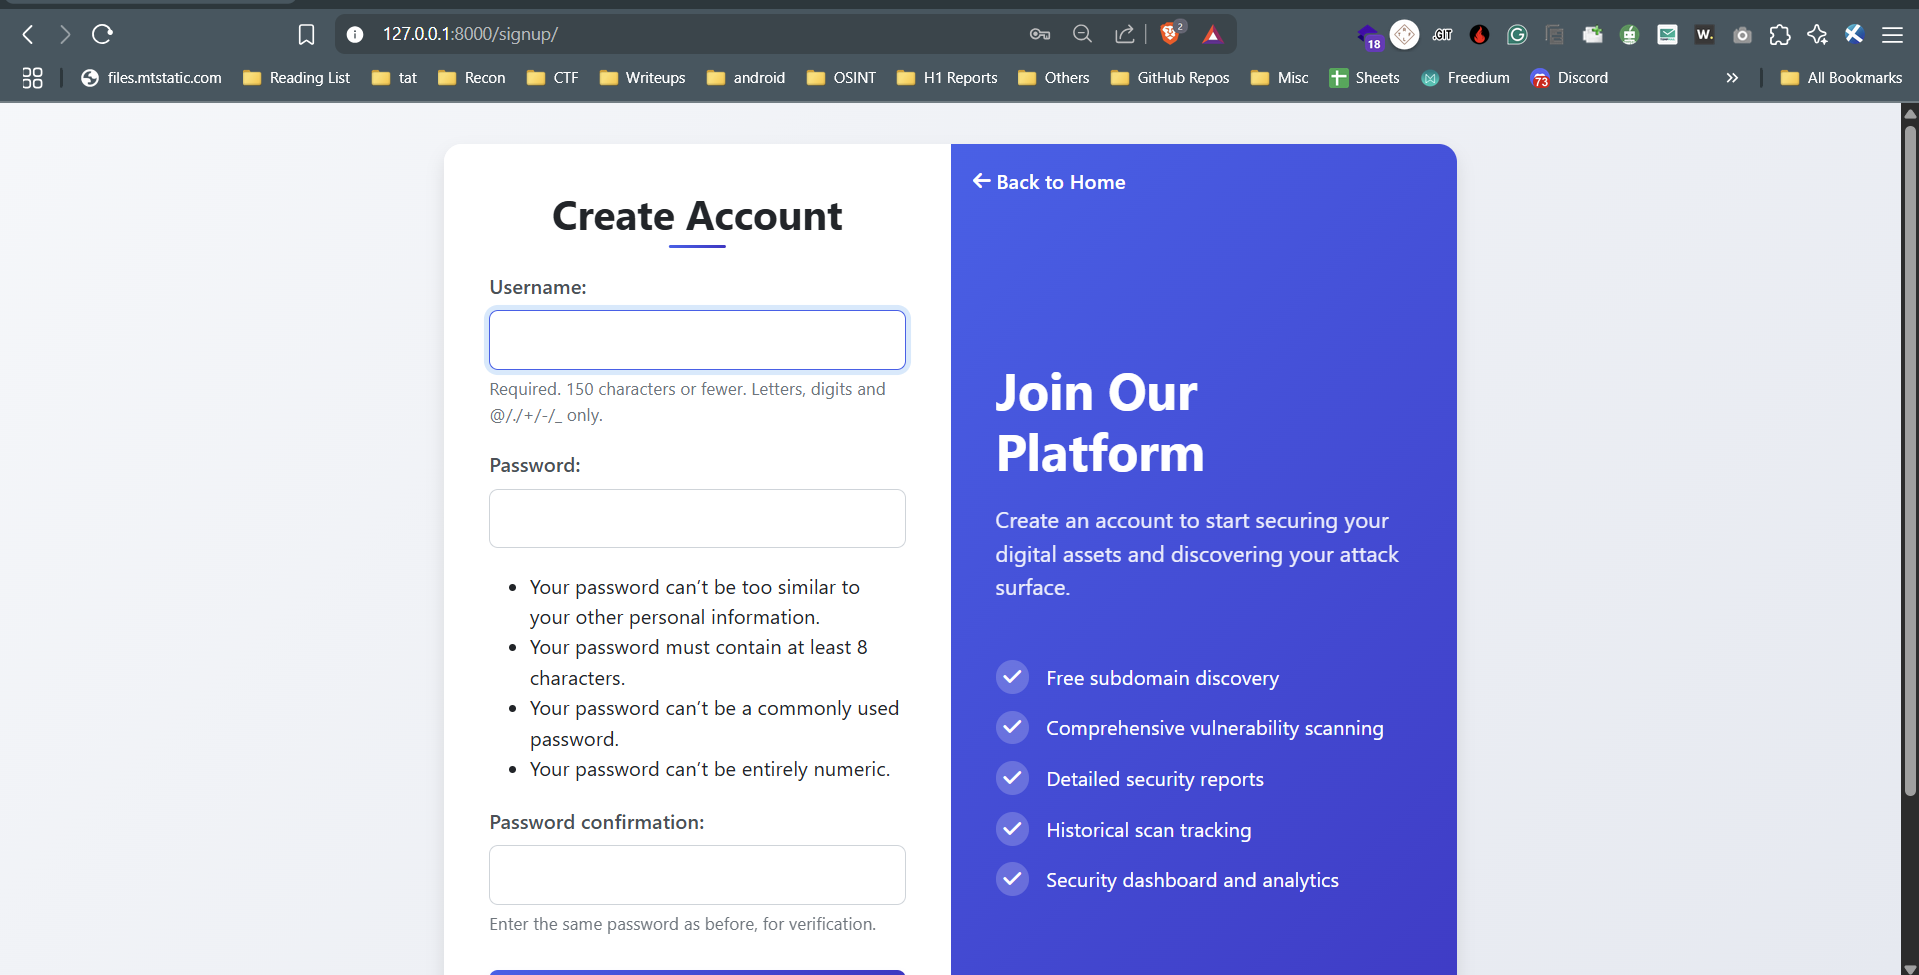 127.0.0.1:8000/signup/
2
18
.GIT
W.
files.mtstatic.com
Reading List
tat
Recon
CTF
Writeups
android
OSINT
H1 Reports
Others
GitHub Repos
Misc
Sheets
Freedium
73
Discord
All Bookmarks
Create Account
Username:
Required. 150 characters or fewer. Letters, digits and
@/./+/-/_ only.
Password:
• Your password can’t be too similar to
your other personal information.
• Your password must contain at least 8
characters.
• Your password can’t be a commonly used
password.
• Your password can’t be entirely numeric.
Password confirmation:
Enter the same password as before, for verification.
Back to Home
Join Our
Platform
Create an account to start securing your
digital assets and discovering your attack
surface.
Free subdomain discovery
Comprehensive vulnerability scanning
Detailed security reports
Historical scan tracking
Security dashboard and analytics